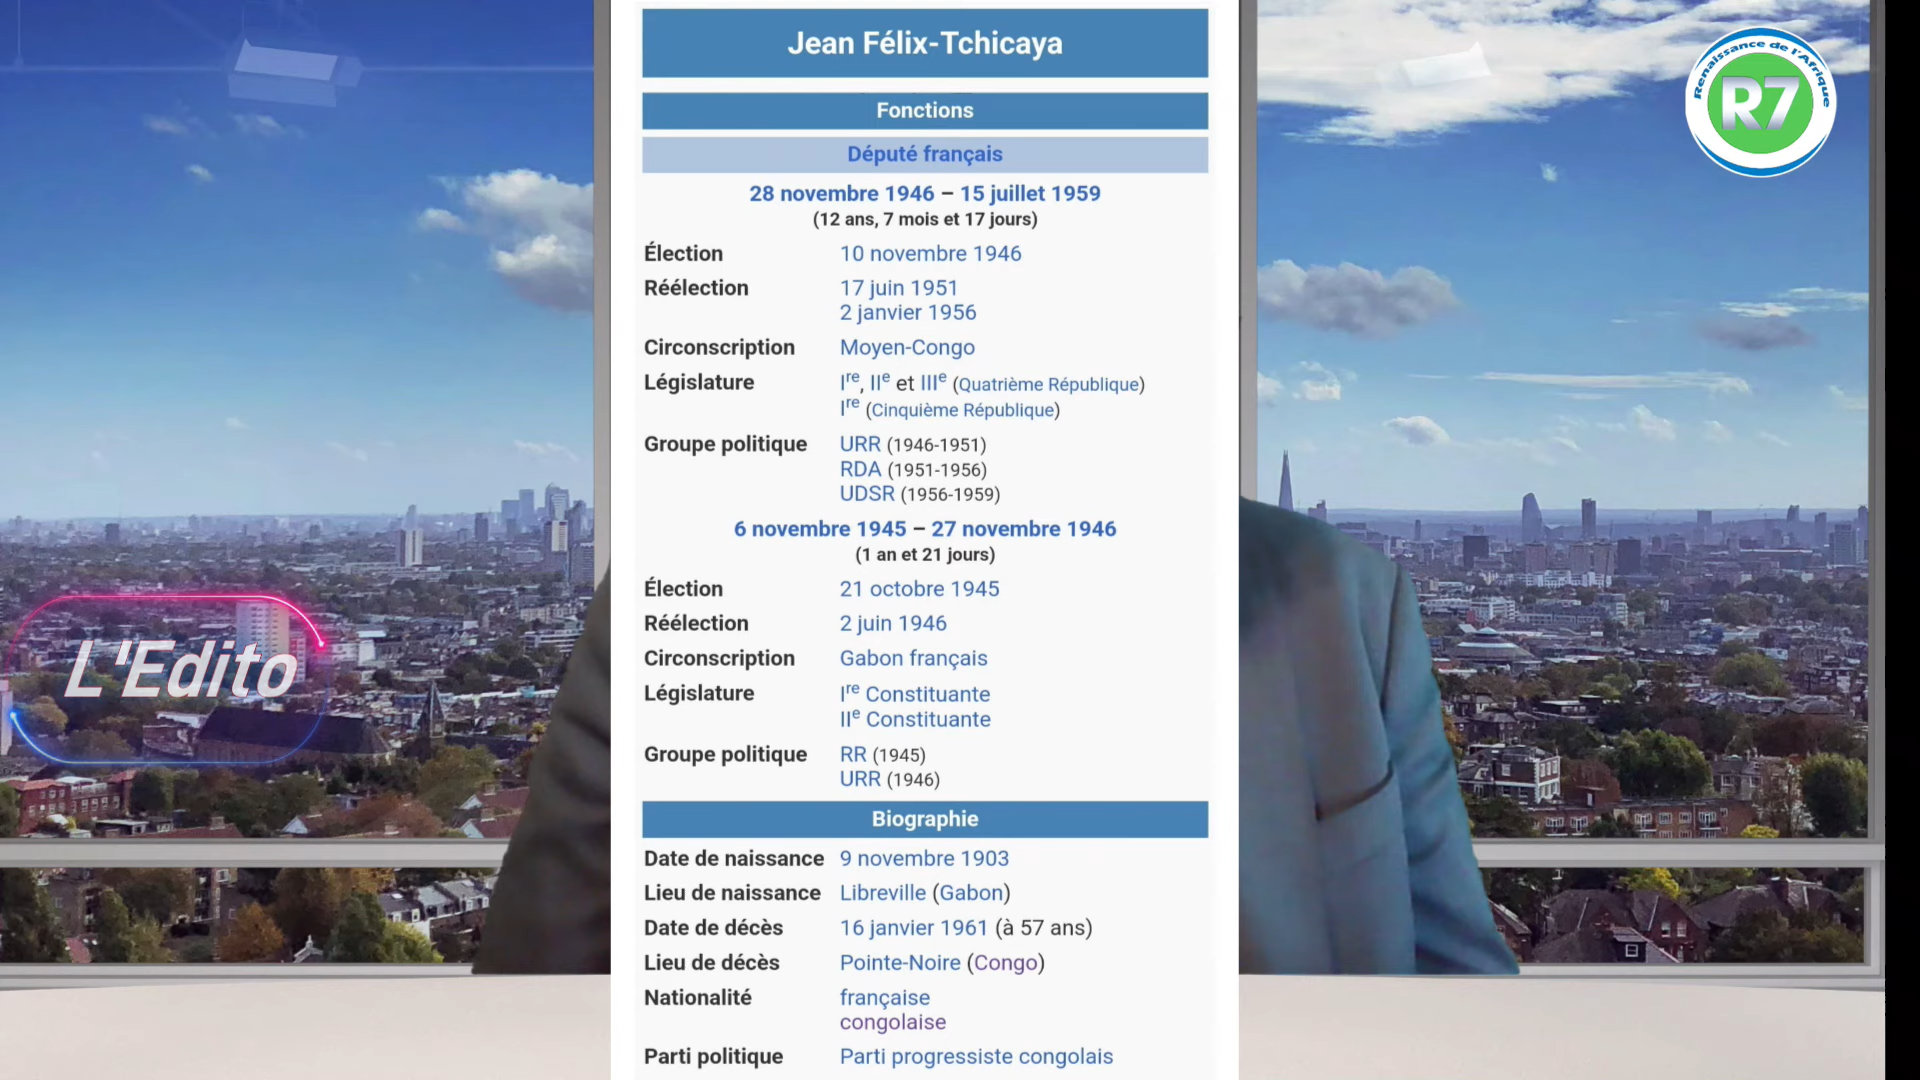 Jean Félix-Tchicaya
Fonctions
Député français
28 novembre 1946 – 15 juillet 1959
(12 ans, 7 mois et 17 jours)
Élection 10 novembre 1946
Réélection 17 juin 1951
2 janvier 1956
Circonscription Moyen-Congo
Législature Ire, IIe et IIIe (Quatrième République)
Ire (Cinquième République)
Groupe politique URR (1946-1951)
RDA (1951-1956)
UDSR (1956-1959)
6 novembre 1945 – 27 novembre 1946
(1 an et 21 jours)
Élection 21 octobre 1945
Réélection 2 juin 1946
Circonscription Gabon français
Législature Ire Constituante
IIe Constituante
Groupe politique RR (1945)
URR (1946)
Biographie
Date de naissance 9 novembre 1903
Lieu de naissance Libreville (Gabon)
Date de décès 16 janvier 1961 (à 57 ans)
Lieu de décès Pointe-Noire (Congo)
Nationalité française
congolaise
Parti politique Parti progressiste congolais
L'Edito
Renaissance de l'Afrique
R7